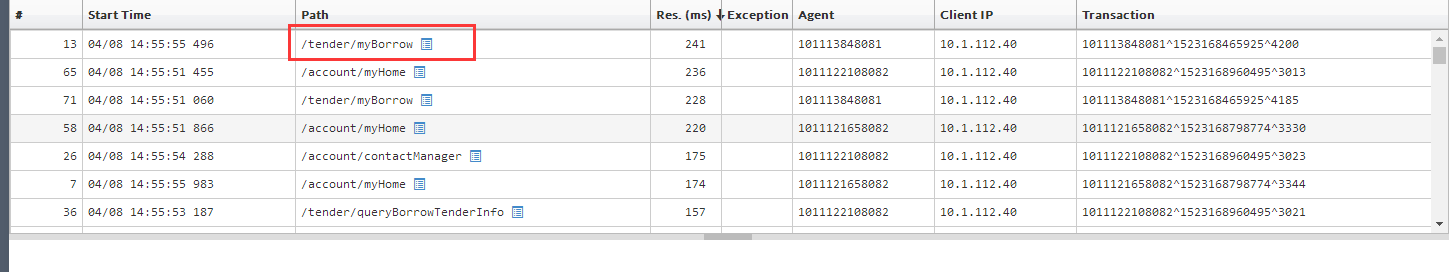 # Start Time Path Res. (ms) Exception Agent Client IP Transaction
13 04/08 14:55:55 496 /tender/myBorrow 241 101113848081 10.1.112.40 101113848081^1523168465925^4200
65 04/08 14:55:51 455 /account/myHome 236 1011122108082 10.1.112.40 1011122108082^1523168960495^3013
71 04/08 14:55:51 060 /tender/myBorrow 228 101113848081 10.1.112.40 101113848081^1523168465925^4185
58 04/08 14:55:51 866 /account/myHome 220 1011121658082 10.1.112.40 1011121658082^1523168798774^3330
26 04/08 14:55:54 288 /account/contactManager 175 1011122108082 10.1.112.40 1011122108082^1523168960495^3023
7 04/08 14:55:55 983 /account/myHome 174 1011121658082 10.1.112.40 1011121658082^1523168798774^3344
36 04/08 14:55:53 187 /tender/queryBorrowTenderInfo 157 1011122108082 10.1.112.40 1011122108082^1523168960495^3021